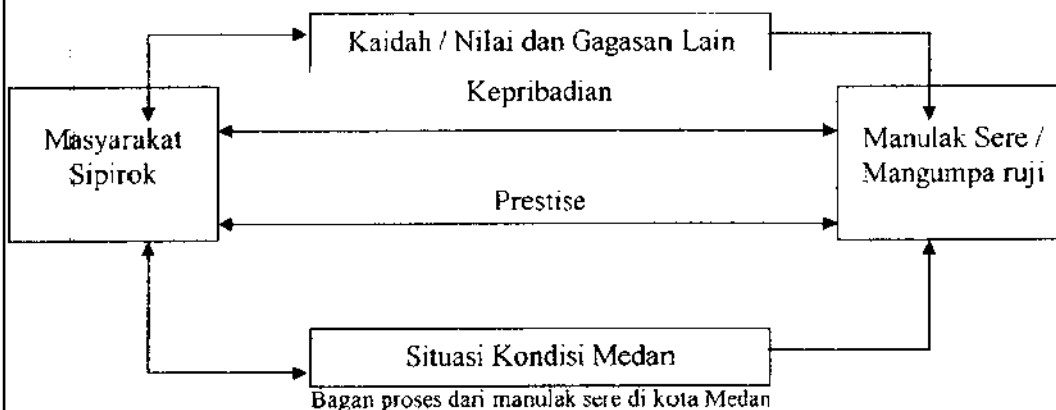 Kaidah / Nilai dan Gagasan Lain
Kepribadian
Masyarakat
Sipirok
Manulak Sere /
Mangumpa ruji
Prestise
Situasi Kondisi Medan
Bagan proses dari manulak sere di kota Medan